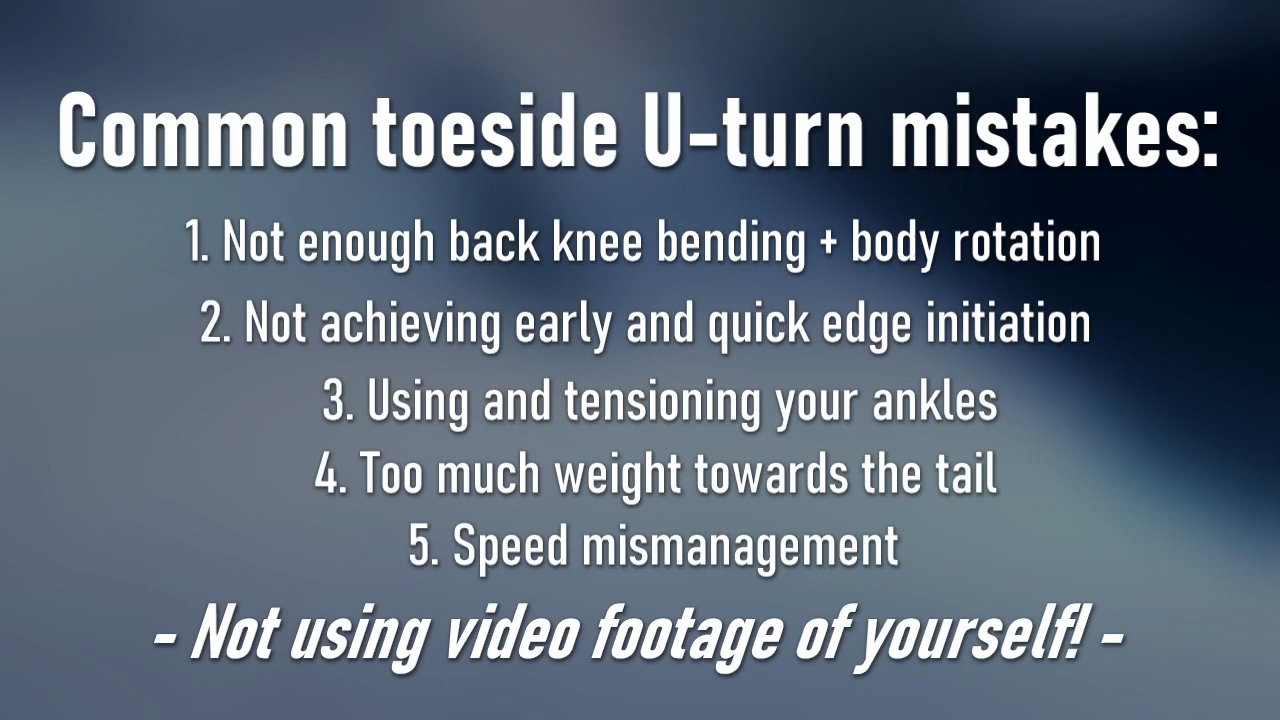 Common toeside U-turn mistakes:
1. Not enough back knee bending + body rotation
2. Not achieving early and quick edge initiation
3. Using and tensioning your ankles
4. Too much weight towards the tail
5. Speed mismanagement
- Not using video footage of yourself! -